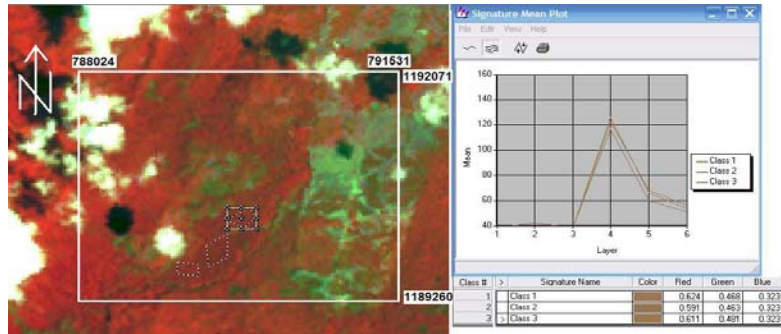 N
788024
791531
1192071
1189260
Signature Mean Plot
File Edit View Help
160
140
120
100
80
60
40
Mean
1 2 3 4 5 6
Layer
Class 1
Class 2
Class 3
Class # > Signature Name Color Red Green Blue
1 Class 1 0.624 0.468 0.323
2 Class 2 0.591 0.463 0.323
3 > Class 3 0.611 0.481 0.323